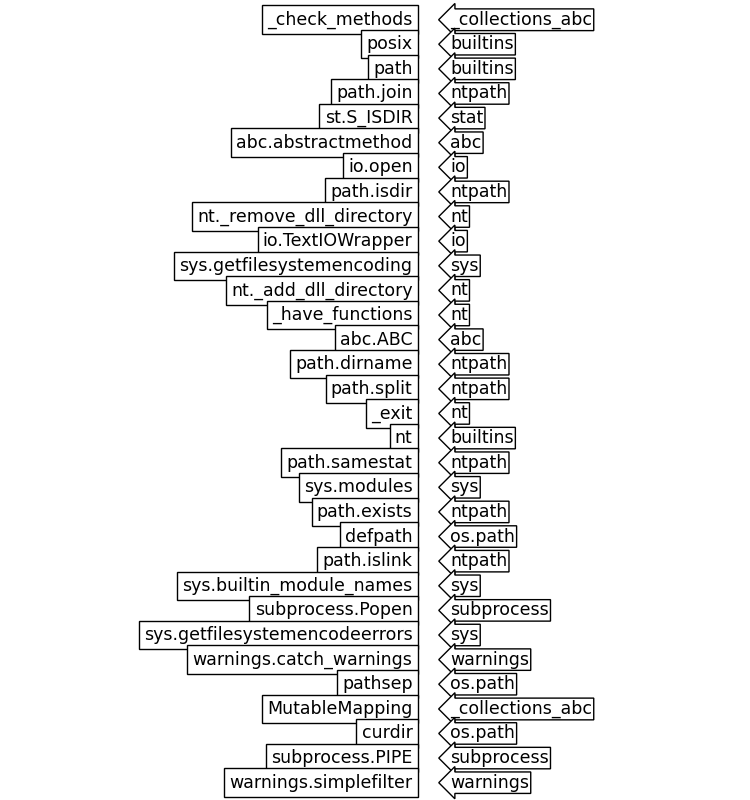 _check_methods _collections_abc
posix builtins
path builtins
path.join ntpath
st.S_ISDIR stat
abc.abstractmethod abc
io.open io
path.isdir ntpath
nt._remove_dll_directory nt
io.TextIOWrapper io
sys.getfilesystemencoding sys
nt._add_dll_directory nt
_have_functions nt
abc.ABC abc
path.dirname ntpath
path.split ntpath
_exit nt
nt builtins
path.samestat ntpath
sys.modules sys
path.exists ntpath
defpath os.path
path.islink ntpath
sys.builtin_module_names sys
subprocess.Popen subprocess
sys.getfilesystemencodeerrors sys
warnings.catch_warnings warnings
pathsep os.path
MutableMapping _collections_abc
curdir os.path
subprocess.PIPE subprocess
warnings.simplefilter warnings